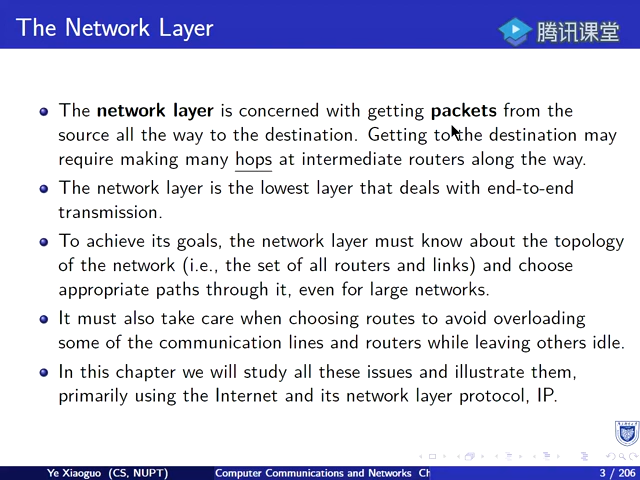 The Network Layer
腾讯课堂
The network layer is concerned with getting packets from the
source all the way to the destination. Getting to the destination may
require making many hops at intermediate routers along the way.
The network layer is the lowest layer that deals with end-to-end
transmission.
To achieve its goals, the network layer must know about the topology
of the network (i.e., the set of all routers and links) and choose
appropriate paths through it, even for large networks.
It must also take care when choosing routes to avoid overloading
some of the communication lines and routers while leaving others idle.
In this chapter we will study all these issues and illustrate them,
primarily using the Internet and its network layer protocol, IP.
Ye Xiaoguo (CS, NUPT) Computer Communications and Networks Ch 3 / 206